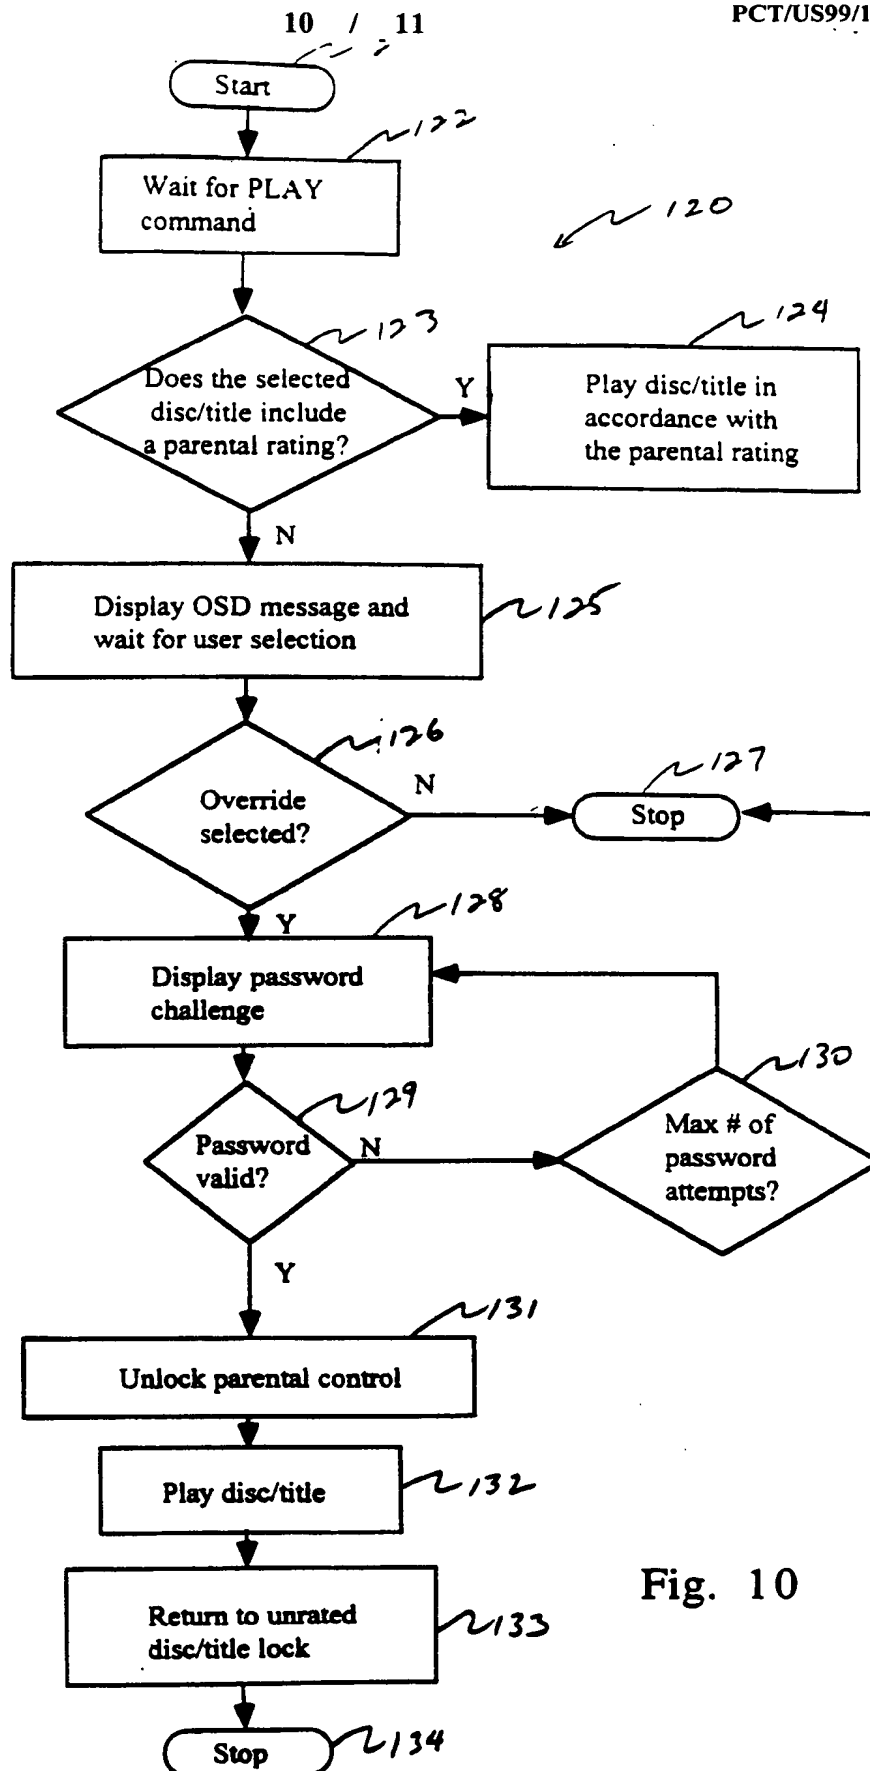 10 / 11
PCT/US99/1
Start
122
Wait for PLAY
command
120
123
Does the selected
disc/title include
a parental rating?
Y
124
Play disc/title in
accordance with
the parental rating
N
Display OSD message and
wait for user selection
125
126
Override
selected?
N
127
Stop
Y
128
Display password
challenge
129
Password
valid?
N
130
Max # of
password
attempts?
Y
131
Unlock parental control
Play disc/title
132
Return to unrated
disc/title lock
133
Stop
134
Fig. 10